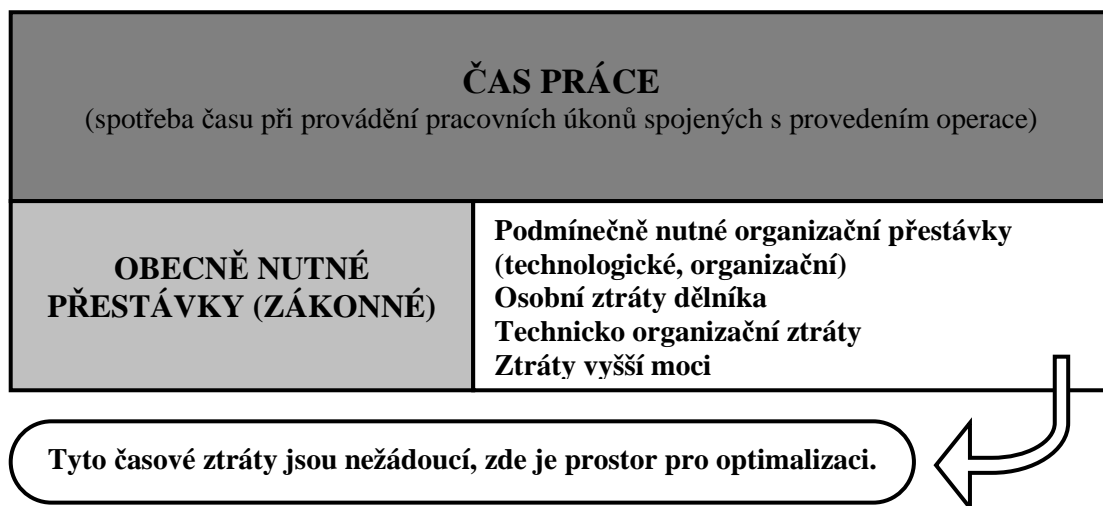 ČAS PRÁCE
(spotřeba času při provádění pracovních úkonů spojených s provedením operace)
OBECNĚ NUTNÉ
PŘESTÁVKY (ZÁKONNÉ)
Podmínečně nutné organizační přestávky
(technologické, organizační)
Osobní ztráty dělníka
Technicko organizační ztráty
Ztráty vyšší moci
Tyto časové ztráty jsou nežádoucí, zde je prostor pro optimalizaci.